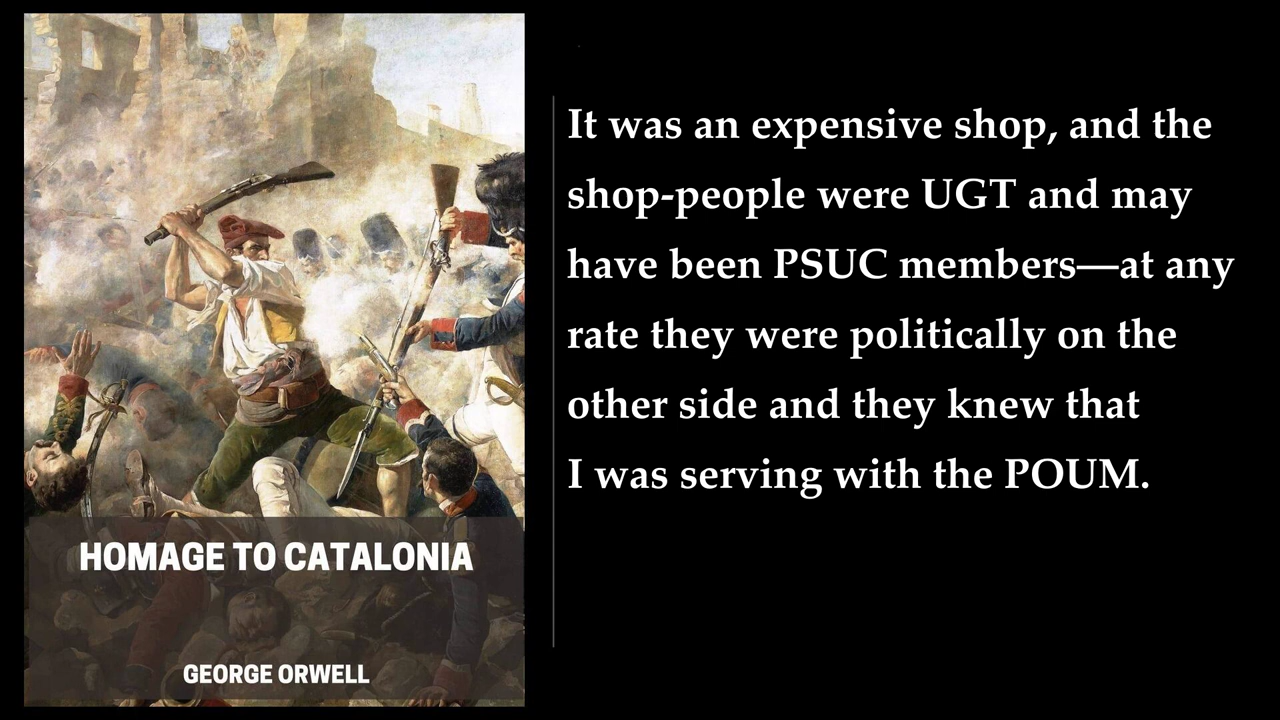 It was an expensive shop, and the
shop-people were UGT and may
have been PSUC members—at any
rate they were politically on the
other side and they knew that
I was serving with the POUM.
HOMAGE TO CATALONIA
GEORGE ORWELL